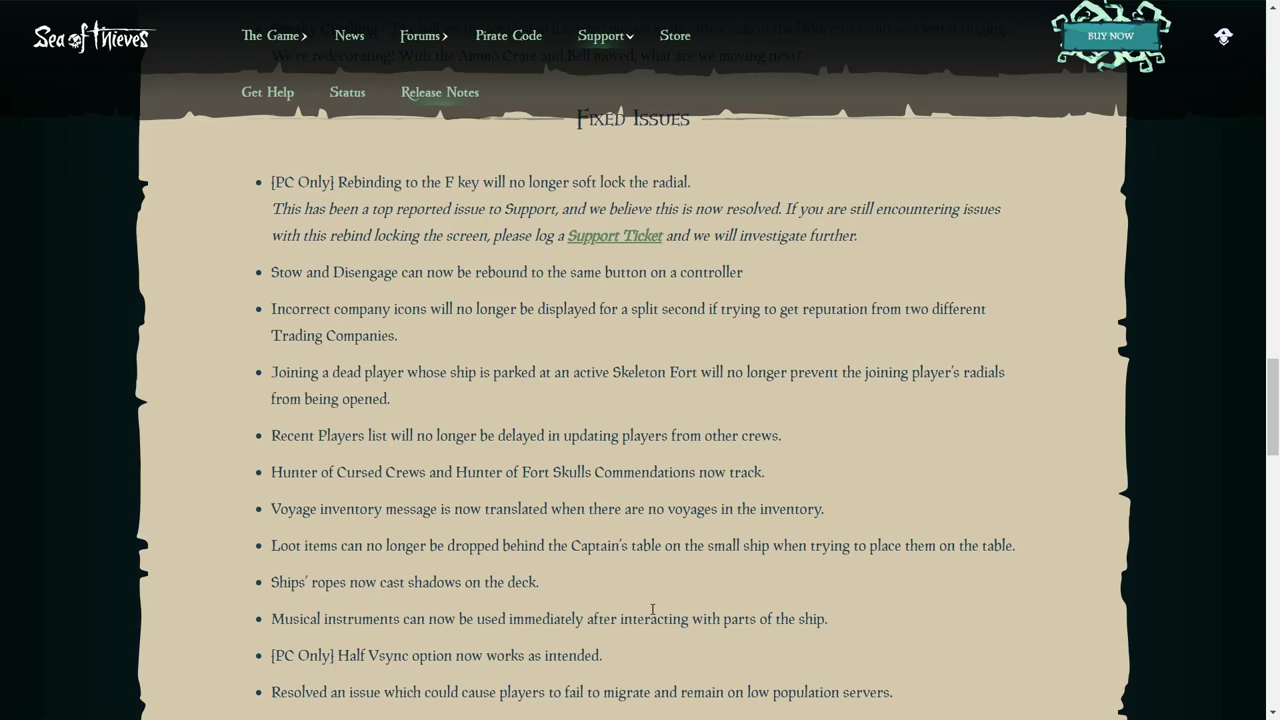 Sea of Thieves
The Game
News
Forums
Pirate Code
Support
Store
BUY NOW
We're redecorating! With the Ammo Crate and Bell moved, what are we moving next?
Get Help
Status
Release Notes
Fixed Issues
[PC Only] Rebinding to the F key will no longer soft lock the radial.
This has been a top reported issue to Support, and we believe this is now resolved. If you are still encountering issues
with this rebind locking the screen, please log a Support Ticket and we will investigate further.
Stow and Disengage can now be rebound to the same button on a controller
Incorrect company icons will no longer be displayed for a split second if trying to get reputation from two different
Trading Companies.
Joining a dead player whose ship is parked at an active Skeleton Fort will no longer prevent the joining player's radials
from being opened.
Recent Players list will no longer be delayed in updating players from other crews.
Hunter of Cursed Crews and Hunter of Fort Skulls Commendations now track.
Voyage inventory message is now translated when there are no voyages in the inventory.
Loot items can no longer be dropped behind the Captain's table on the small ship when trying to place them on the table.
Ships' ropes now cast shadows on the deck.
Musical instruments can now be used immediately after interacting with parts of the ship.
[PC Only] Half Vsync option now works as intended.
Resolved an issue which could cause players to fail to migrate and remain on low population servers.